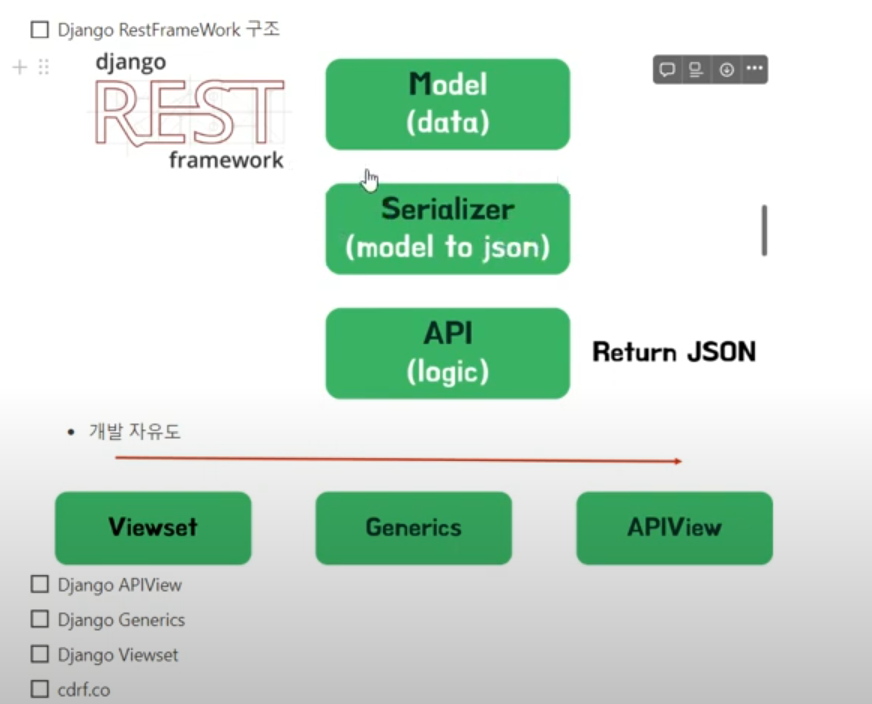 Django RestFrameWork 구조
django
REST
framework
Model
(data)
Serializer
(model to json)
API
(logic)
Return JSON
• 개발 자유도
Viewset
Generics
APIView
Django APIView
Django Generics
Django Viewset
cdrf.co